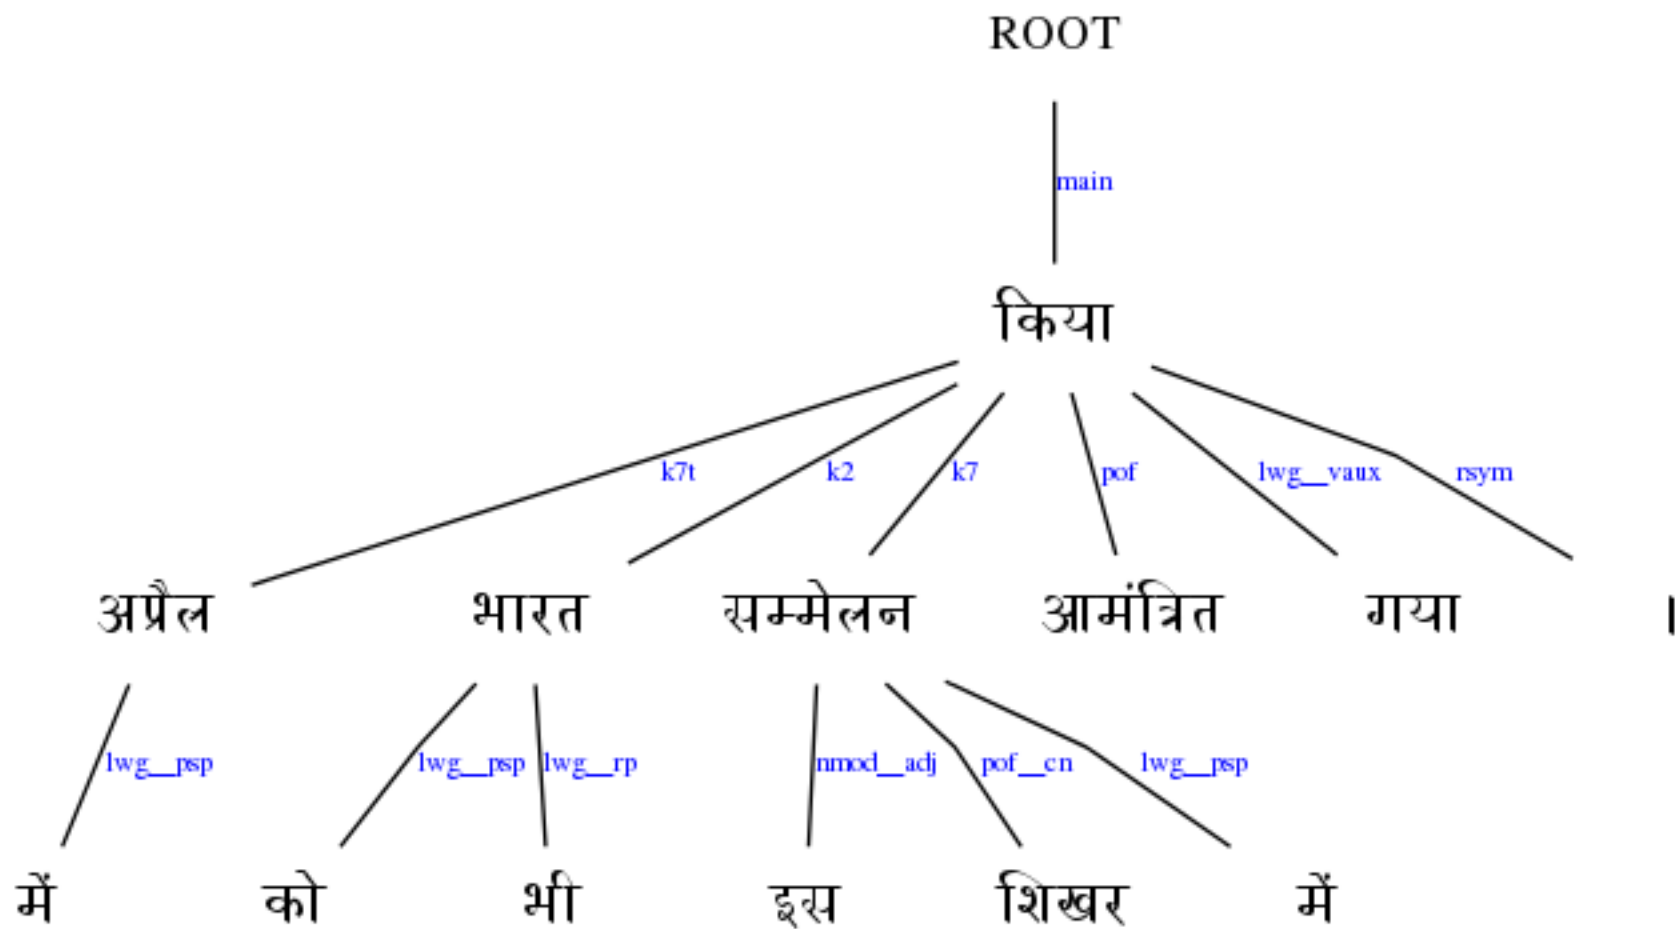 ROOT
main
किया
k7t k2 k7 pof lwg__vaux rsym
अप्रैल भारत सम्मेलन आमंत्रित गया ।
lwg__psp lwg__psp lwg__rp nmod__adj pof__cn lwg__psp
में को भी इस शिखर में